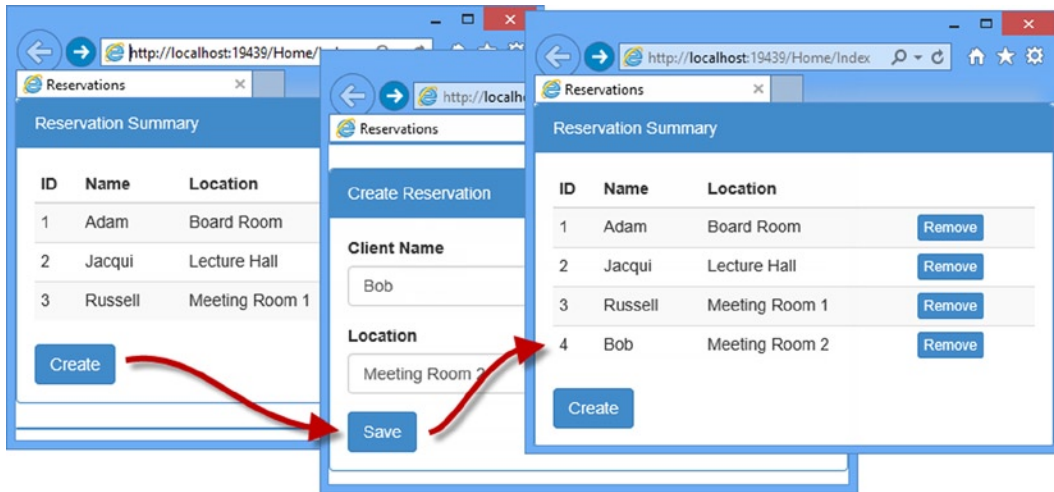 http://localhost:19439/Home/
Reservations
Reservation Summary
ID Name Location
1 Adam Board Room
2 Jacqui Lecture Hall
3 Russell Meeting Room 1
Create
http://localh
Reservations
Create Reservation
Client Name
Bob
Location
Meeting Room 2
Save
http://localhost:19439/Home/Index
Reservations
Reservation Summary
ID Name Location
1 Adam Board Room Remove
2 Jacqui Lecture Hall Remove
3 Russell Meeting Room 1 Remove
4 Bob Meeting Room 2 Remove
Create